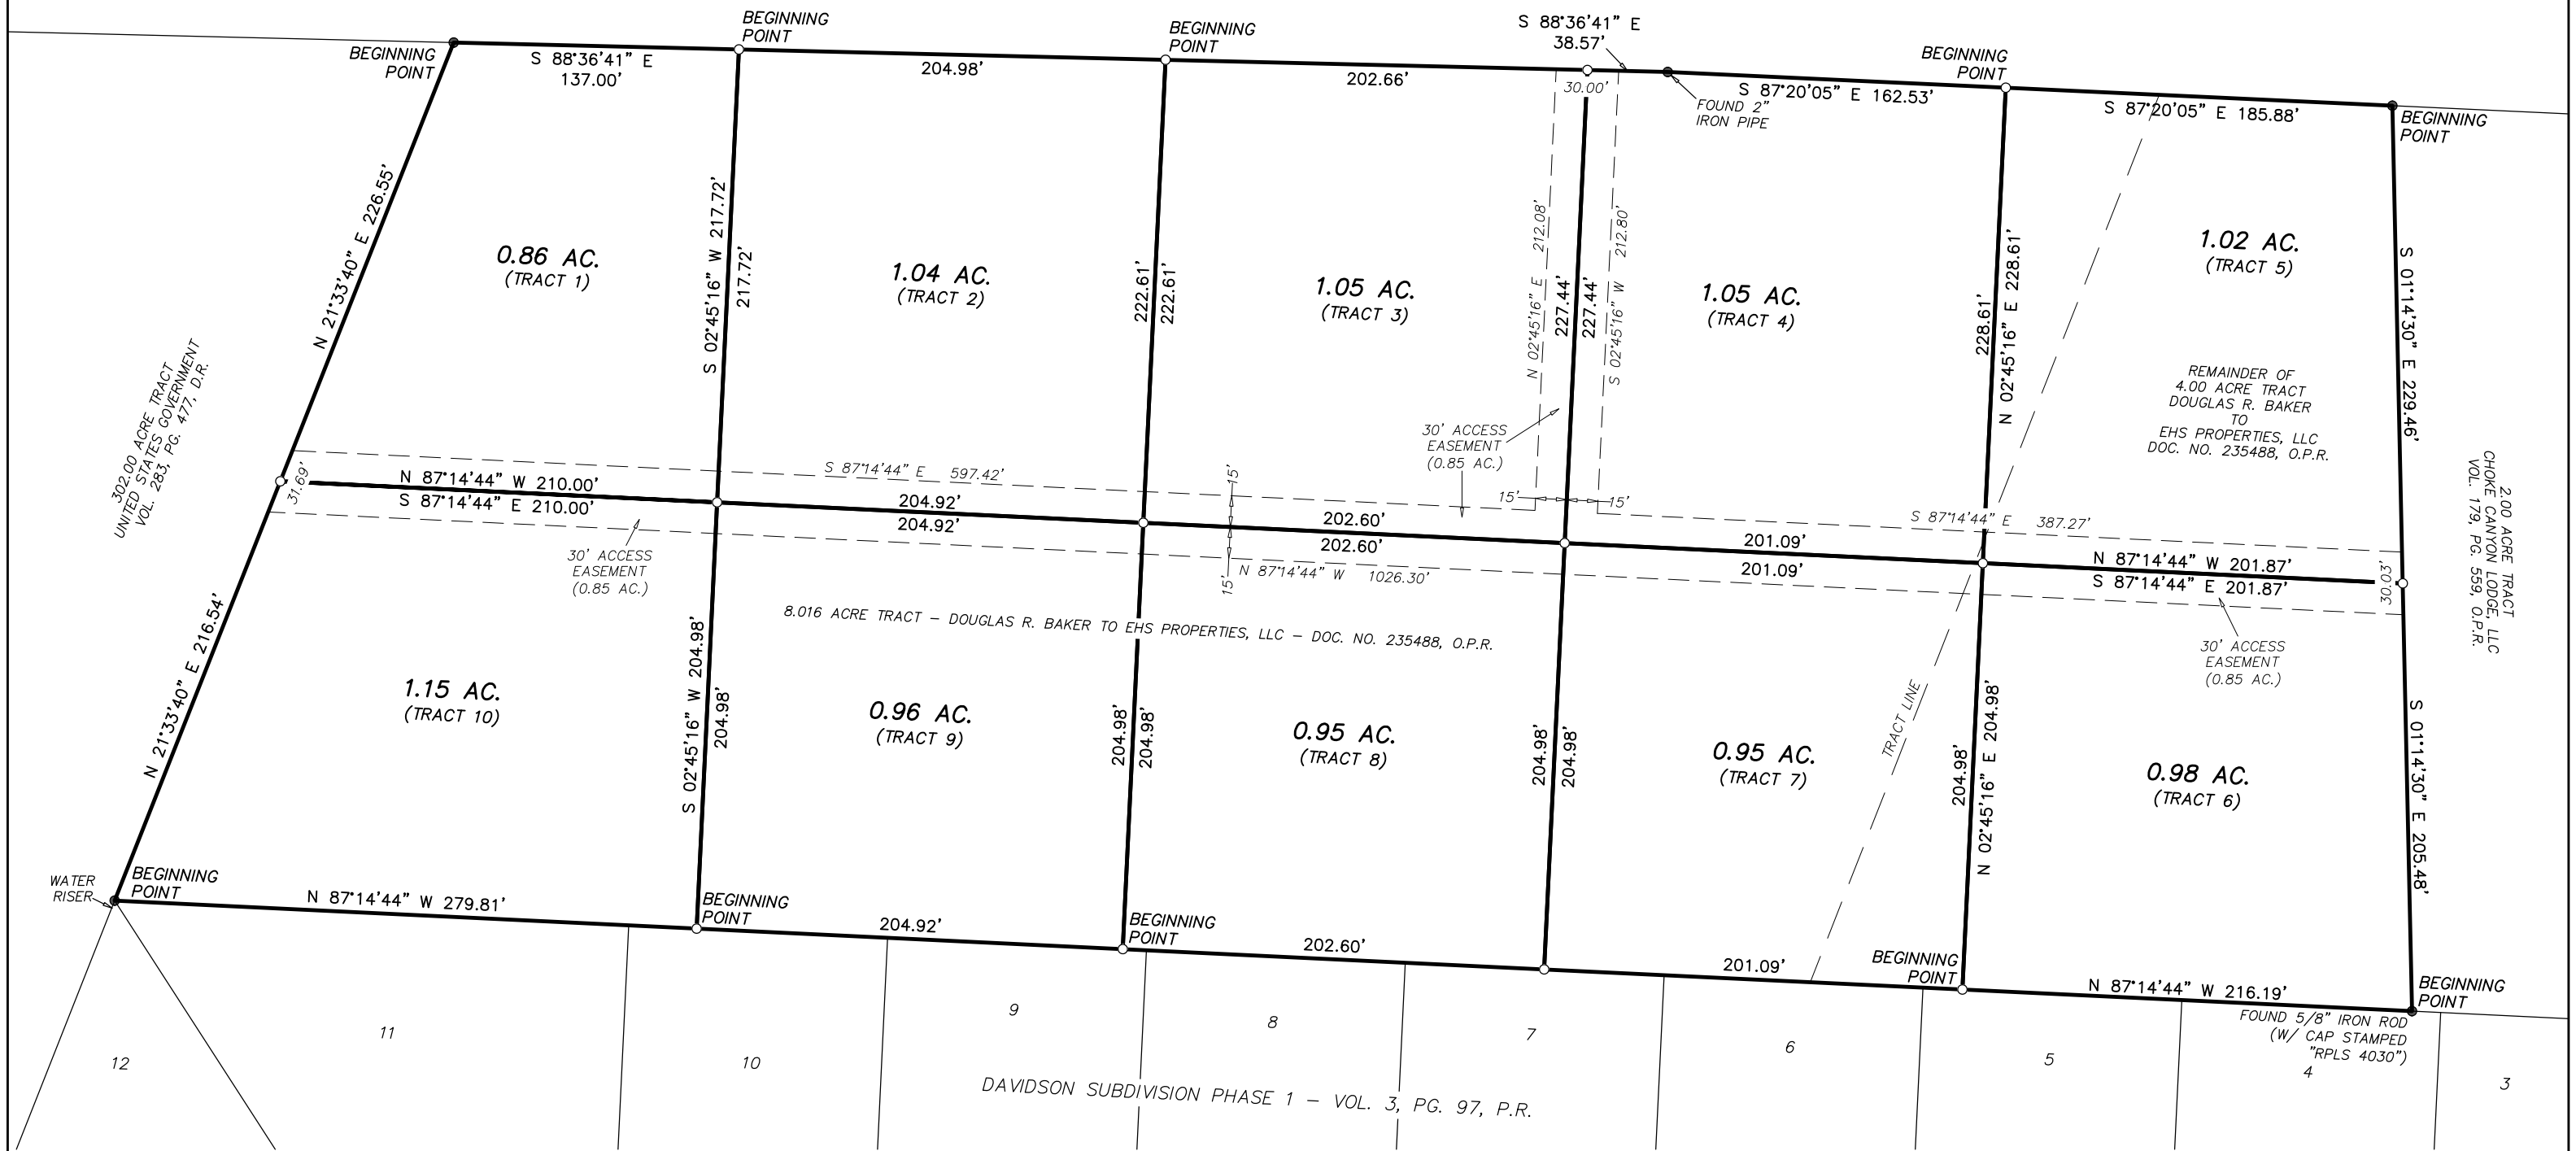 BEGINNING
POINT
S 88°36'41" E
137.00'
BEGINNING
POINT
204.98'
BEGINNING
POINT
202.66'
S 88°36'41" E
38.57'
30.00'
FOUND 2"
IRON PIPE
S 87°20'05" E 162.53'
BEGINNING
POINT
S 87°20'05" E 185.88'
BEGINNING
POINT
N 21°33'40" E 226.55'
0.86 AC.
(TRACT 1)
S 02°45'16" W 217.72'
217.72'
1.04 AC.
(TRACT 2)
222.61'
222.61'
1.05 AC.
(TRACT 3)
N 02°45'16" E 212.08'
227.44'
227.44'
S 02°45'16" W 212.80'
1.05 AC.
(TRACT 4)
228.61'
N 02°45'16" E 228.61'
1.02 AC.
(TRACT 5)
S 01°14'30" E 229.46'
REMAINDER OF
4.00 ACRE TRACT
DOUGLAS R. BAKER
TO
EHS PROPERTIES, LLC
DOC. NO. 235488, O.P.R.
302.00 ACRE TRACT
UNITED STATES GOVERNMENT
VOL. 283, PG. 477, D.R.
2.00 ACRE TRACT
CHOKE CANYON LODGE, LLC
VOL. 179, PG. 559, O.P.R.
30' ACCESS
EASEMENT
(0.85 AC.)
31.69'
N 87°14'44" W 210.00'
S 87°14'44" E 210.00'
S 87°14'44" E 597.42'
204.92'
204.92'
15'
15'
15'
15'
202.60'
202.60'
N 87°14'44" W 1026.30'
S 87°14'44" E 387.27'
201.09'
201.09'
N 87°14'44" W 201.87'
S 87°14'44" E 201.87'
30.03'
30' ACCESS
EASEMENT
(0.85 AC.)
30' ACCESS
EASEMENT
(0.85 AC.)
8.016 ACRE TRACT – DOUGLAS R. BAKER TO EHS PROPERTIES, LLC – DOC. NO. 235488, O.P.R.
N 21°33'40" E 216.54'
1.15 AC.
(TRACT 10)
S 02°45'16" W 204.98'
204.98'
0.96 AC.
(TRACT 9)
204.98'
204.98'
0.95 AC.
(TRACT 8)
204.98'
204.98'
0.95 AC.
(TRACT 7)
TRACT LINE
204.98'
N 02°45'16" E 204.98'
0.98 AC.
(TRACT 6)
S 01°14'30" E 205.48'
WATER
RISER
BEGINNING
POINT
N 87°14'44" W 279.81'
BEGINNING
POINT
204.92'
BEGINNING
POINT
202.60'
201.09'
BEGINNING
POINT
N 87°14'44" W 216.19'
BEGINNING
POINT
FOUND 5/8" IRON ROD
(W/ CAP STAMPED
"RPLS 4030")
12
11
10
9
8
7
6
5
4
3
DAVIDSON SUBDIVISION PHASE 1 – VOL. 3, PG. 97, P.R.